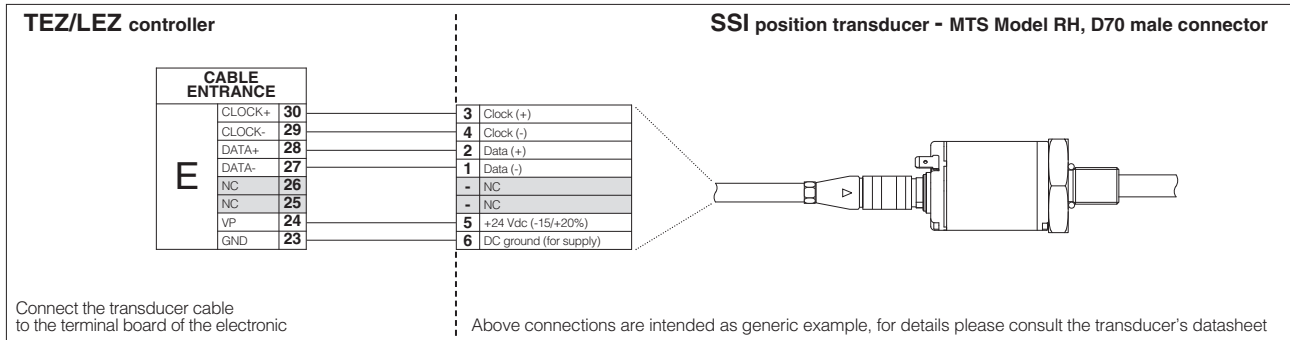 TEZ/LEZ controller
SSI position transducer - MTS Model RH, D70 male connector
CABLE
ENTRANCE
E
CLOCK+ 30
CLOCK- 29
DATA+ 28
DATA- 27
NC 26
NC 25
VP 24
GND 23
3 Clock (+)
4 Clock (-)
2 Data (+)
1 Data (-)
- NC
- NC
5 +24 Vdc (-15/+20%)
6 DC ground (for supply)
Connect the transducer cable
to the terminal board of the electronic
Above connections are intended as generic example, for details please consult the transducer's datasheet